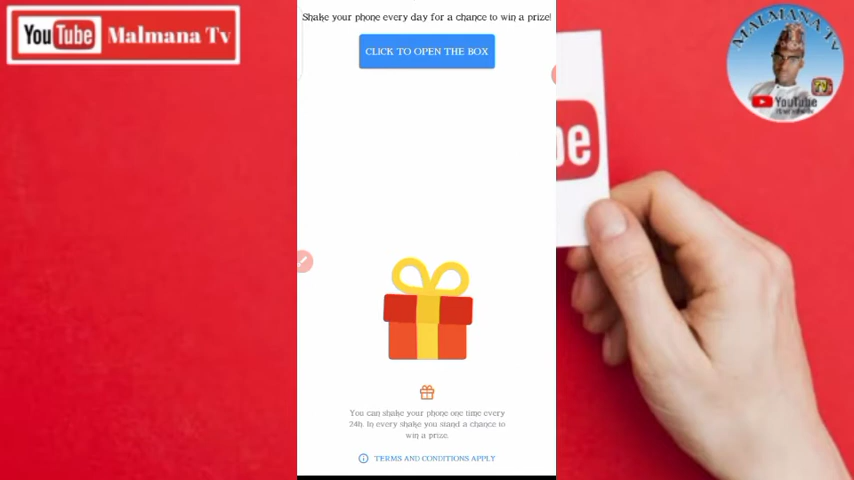 Shake your phone every day for a chance to win a prize!
YouTube Malmana Tv
MALMANA TV
YouTube
CLICK TO OPEN THE BOX
be
You can shake your phone one time every
24h. In every shake you stand a chance to
win a prize.
TERMS AND CONDITIONS APPLY